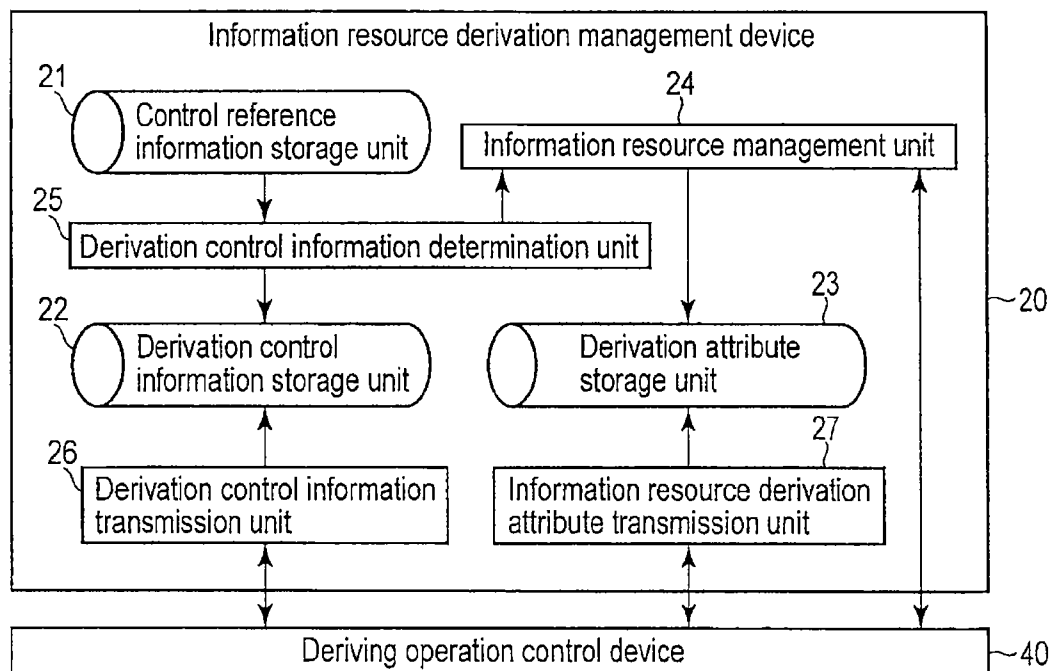 Information resource derivation management device
21
Control reference
information storage unit
24
Information resource management unit
25
Derivation control information determination unit
20
22
Derivation control
information storage unit
23
Derivation attribute
storage unit
26
Derivation control information
transmission unit
27
Information resource derivation
attribute transmission unit
Deriving operation control device
40